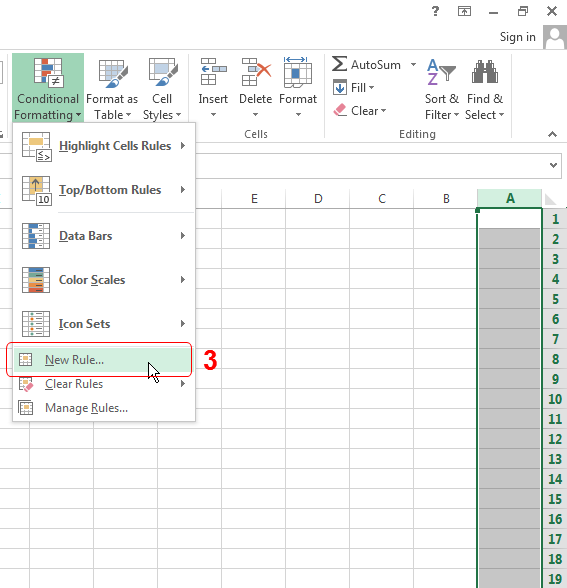 ?
Sign in
Conditional Formatting
Format as Table
Cell Styles
Insert
Delete
Format
AutoSum
Fill
Clear
Sort & Filter
Find & Select
Cells
Editing
Highlight Cells Rules
Top/Bottom Rules
10
Data Bars
Color Scales
Icon Sets
New Rule...
3
Clear Rules
Manage Rules...
E D C B A
1
2
3
4
5
6
7
8
9
10
11
12
13
14
15
16
17
18
19